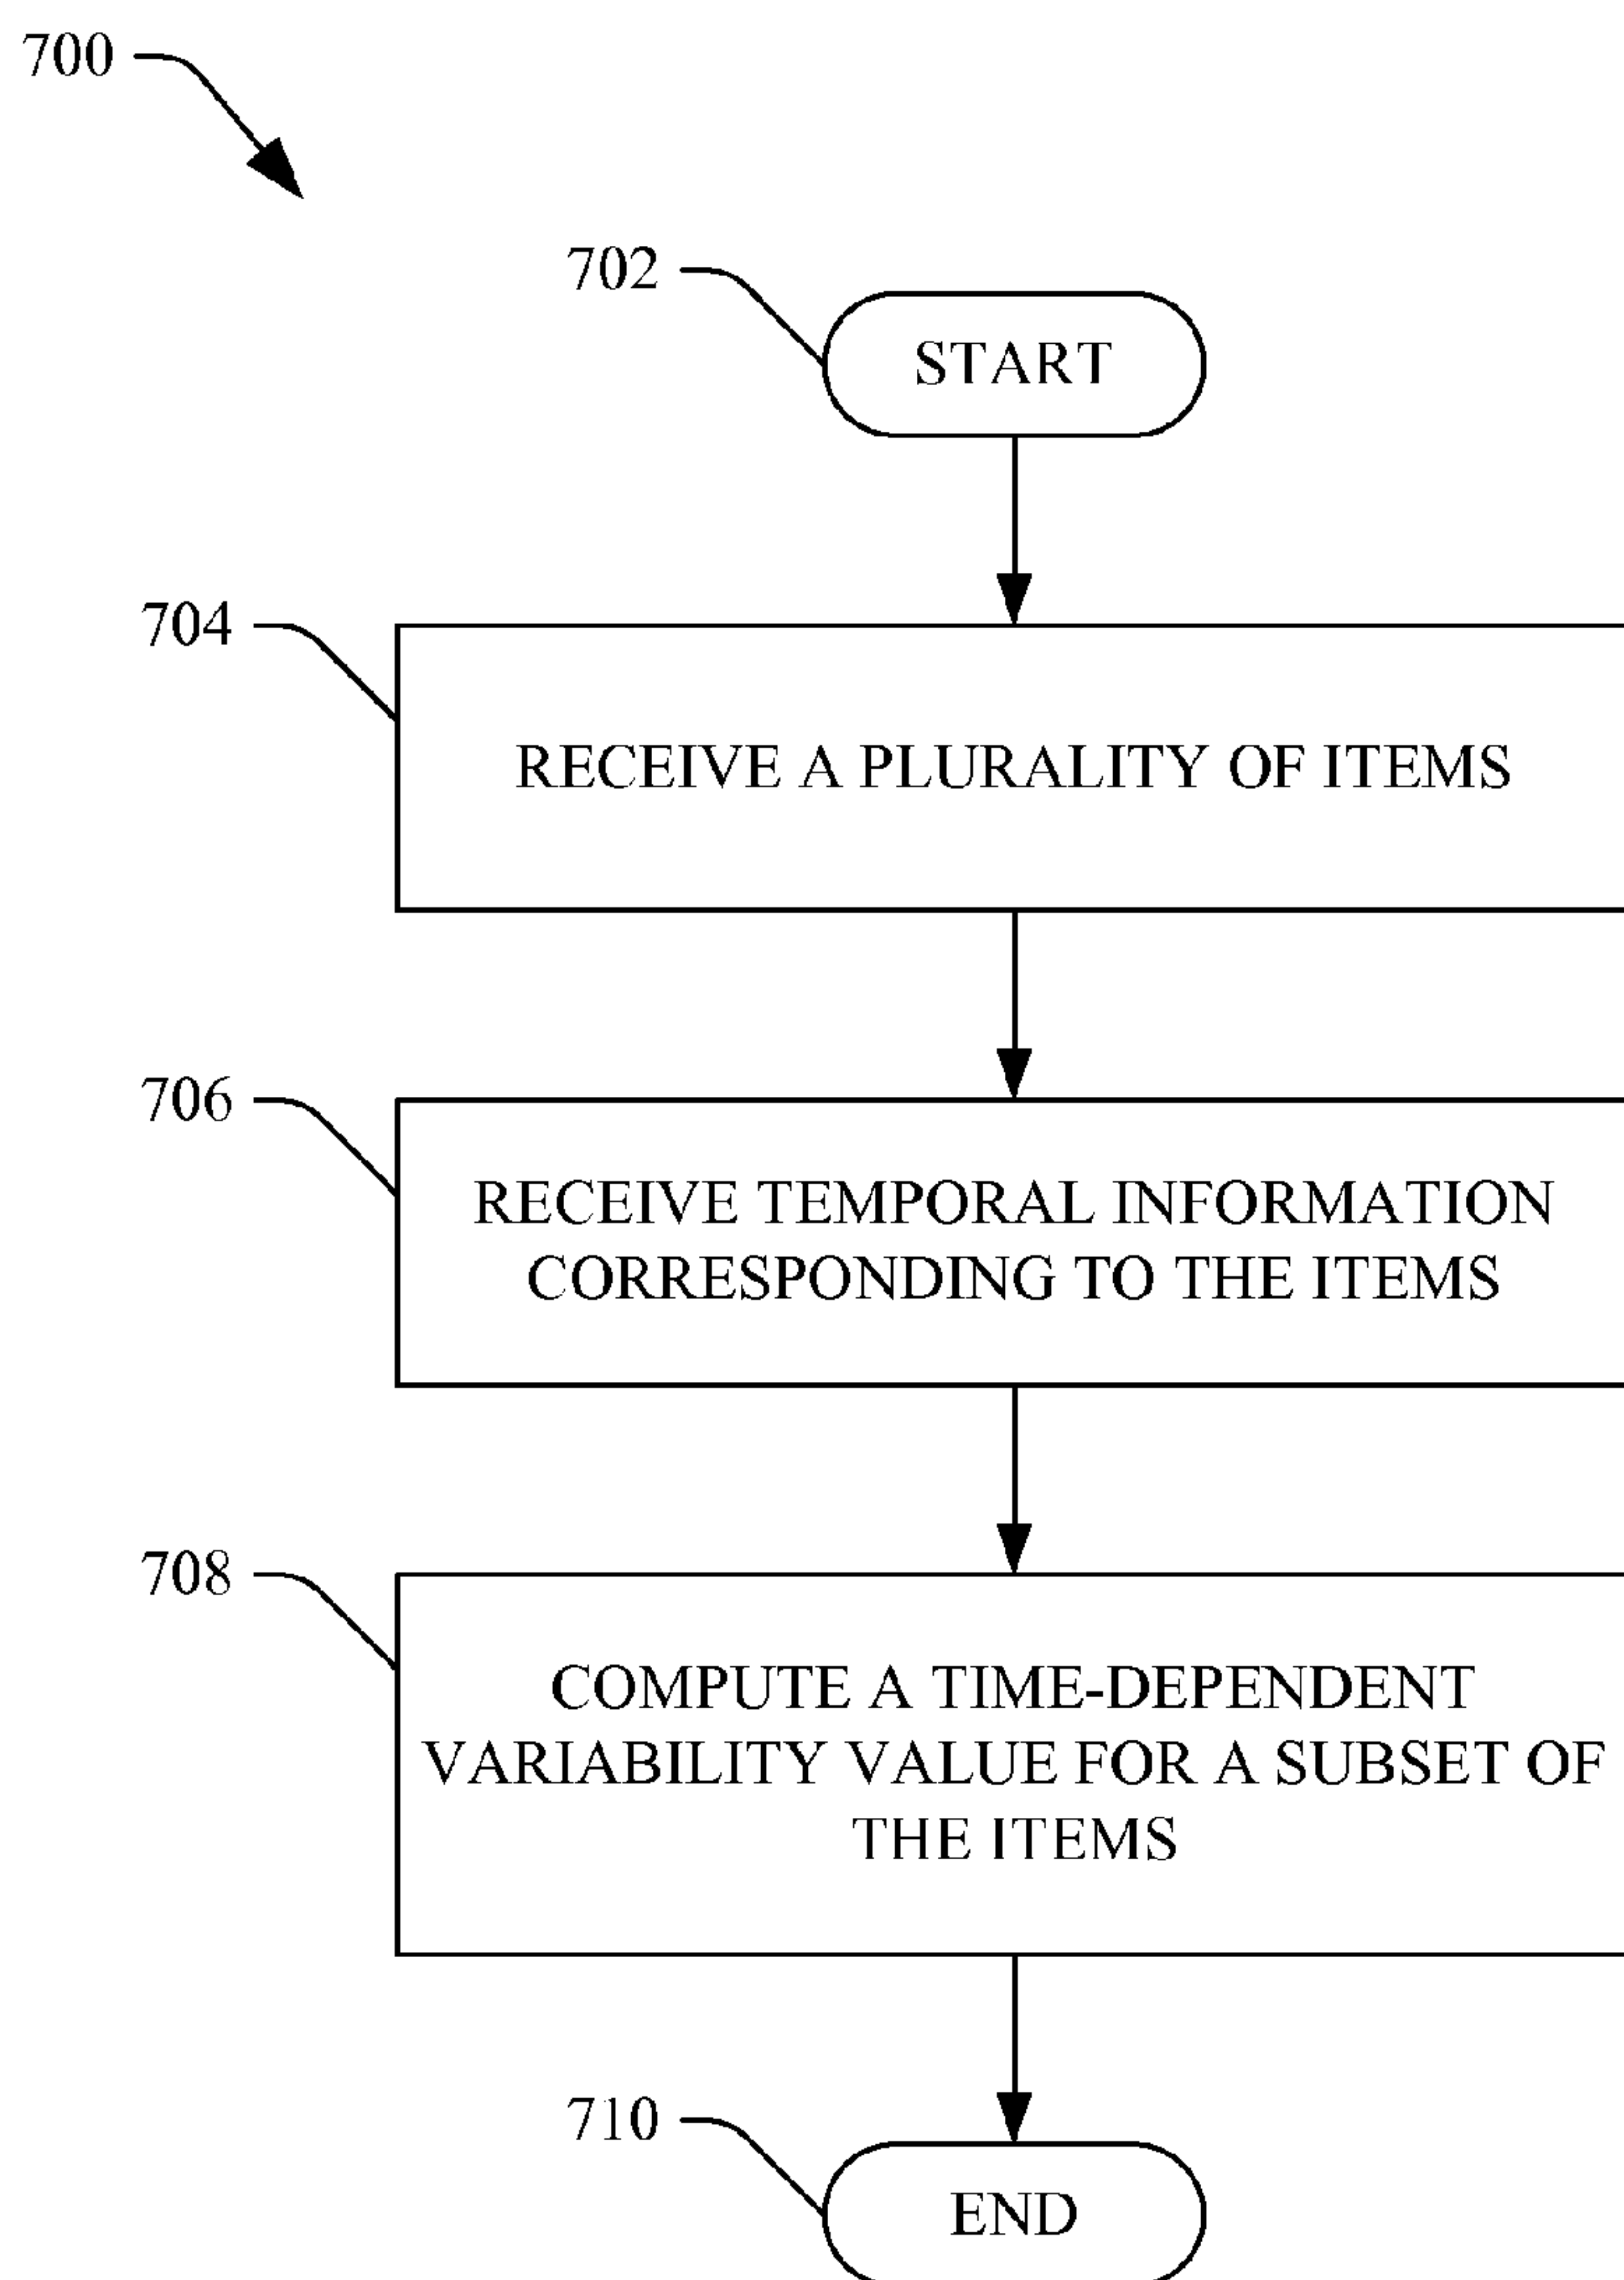 700
702
START
704
RECEIVE A PLURALITY OF ITEMS
706
RECEIVE TEMPORAL INFORMATION
CORRESPONDING TO THE ITEMS
708
COMPUTE A TIME-DEPENDENT
VARIABILITY VALUE FOR A SUBSET OF
THE ITEMS
710
END